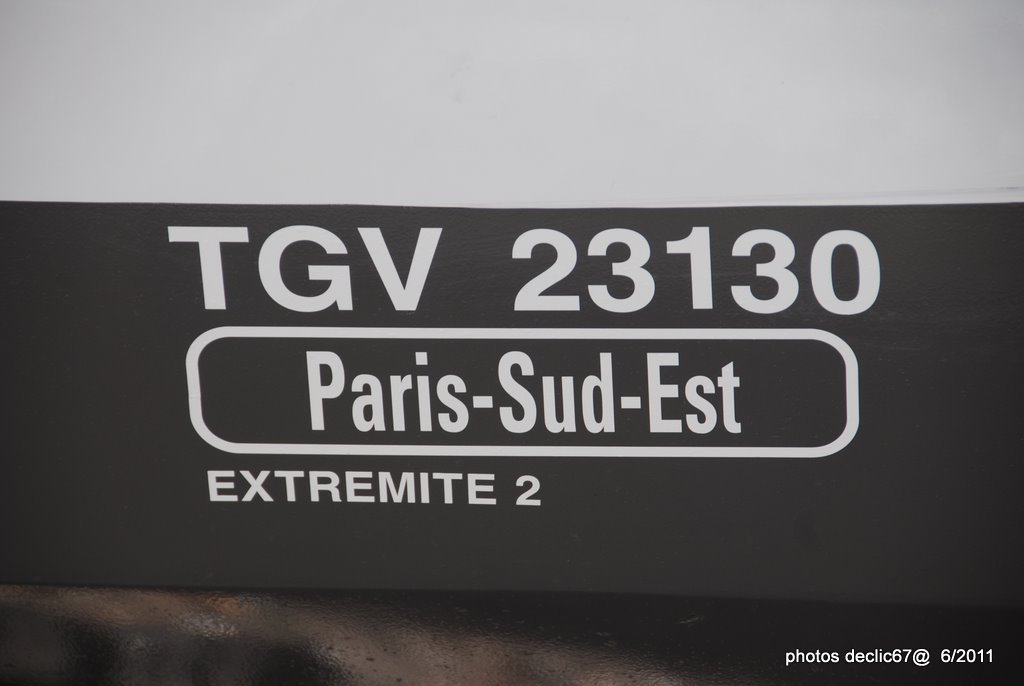 TGV 23130
Paris-Sud-Est
EXTREMITE 2
photos declic67@ 6/2011